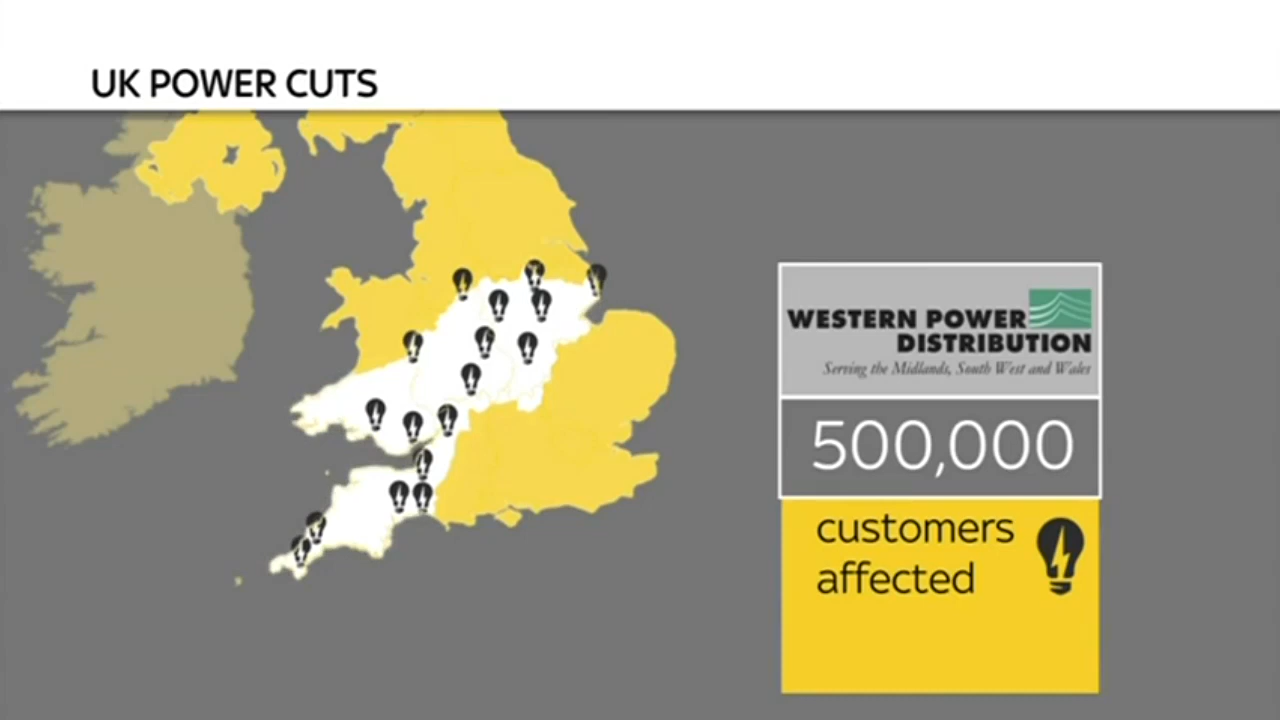 UK POWER CUTS
WESTERN POWER
DISTRIBUTION
Serving the Midlands, South West and Wales
500,000
customers
affected